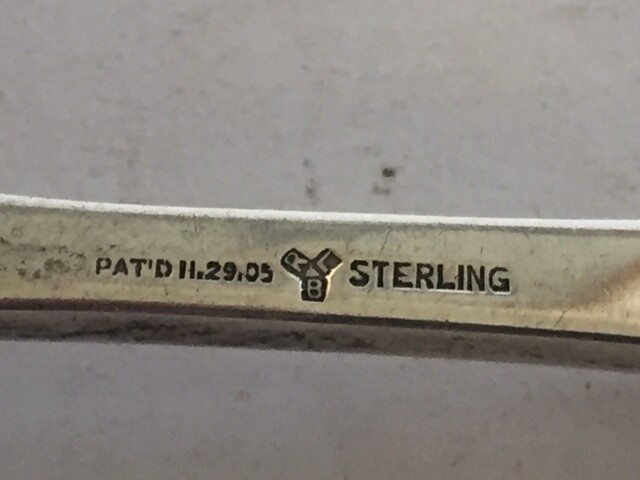 PAT'D 11.29.05 R L B STERLING